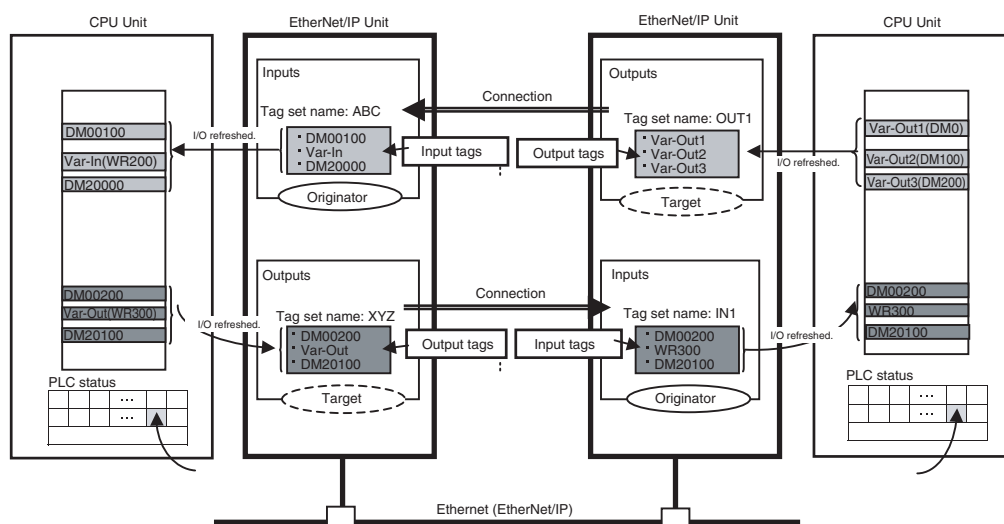 CPU Unit
EtherNet/IP Unit
EtherNet/IP Unit
CPU Unit
Inputs
Tag set name: ABC
• DM00100
• Var-In
• DM20000
Originator
I/O refreshed.
DM00100
Var-In(WR200)
DM20000
Connection
Input tags
Output tags
Outputs
Tag set name: OUT1
• Var-Out1
• Var-Out2
• Var-Out3
Target
I/O refreshed.
Var-Out1(DM0)
Var-Out2(DM100)
Var-Out3(DM200)
DM00200
Var-Out(WR300)
DM20100
I/O refreshed.
Outputs
Tag set name: XYZ
• DM00200
• Var-Out
• DM20100
Target
Connection
Output tags
Input tags
Inputs
Tag set name: IN1
• DM00200
• WR300
• DM20100
Originator
I/O refreshed.
DM00200
WR300
DM20100
PLC status
...
...
PLC status
...
...
Ethernet (EtherNet/IP)